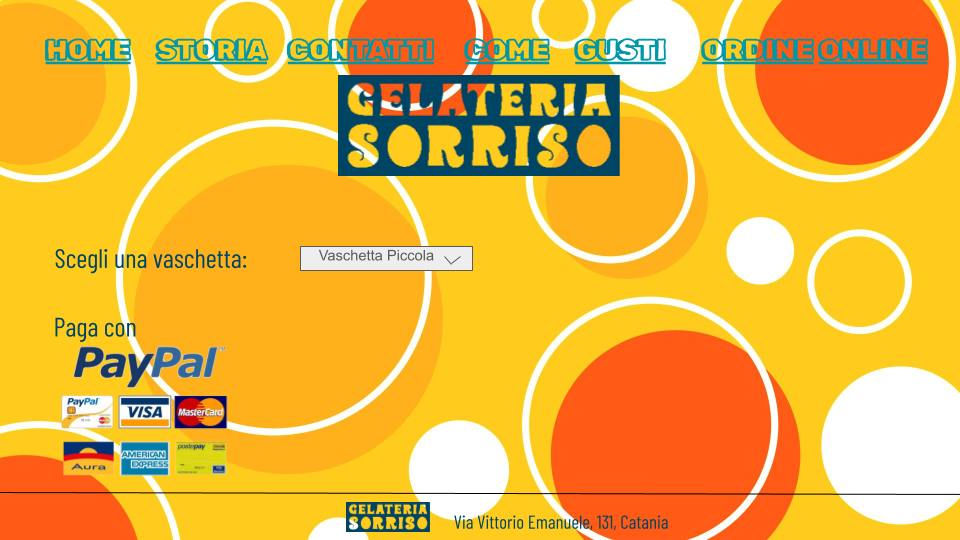 HOME STORIA CONTATTI COME GUSTI ORDINE ONLINE
GELATERIA
SORRISO
Scegli una vaschetta: Vaschetta Piccola
Paga con
PayPal™
PayPal VISA MasterCard
Aura AMERICAN EXPRESS postepay
GELATERIA
SORRISO
Via Vittorio Emanuele, 131, Catania